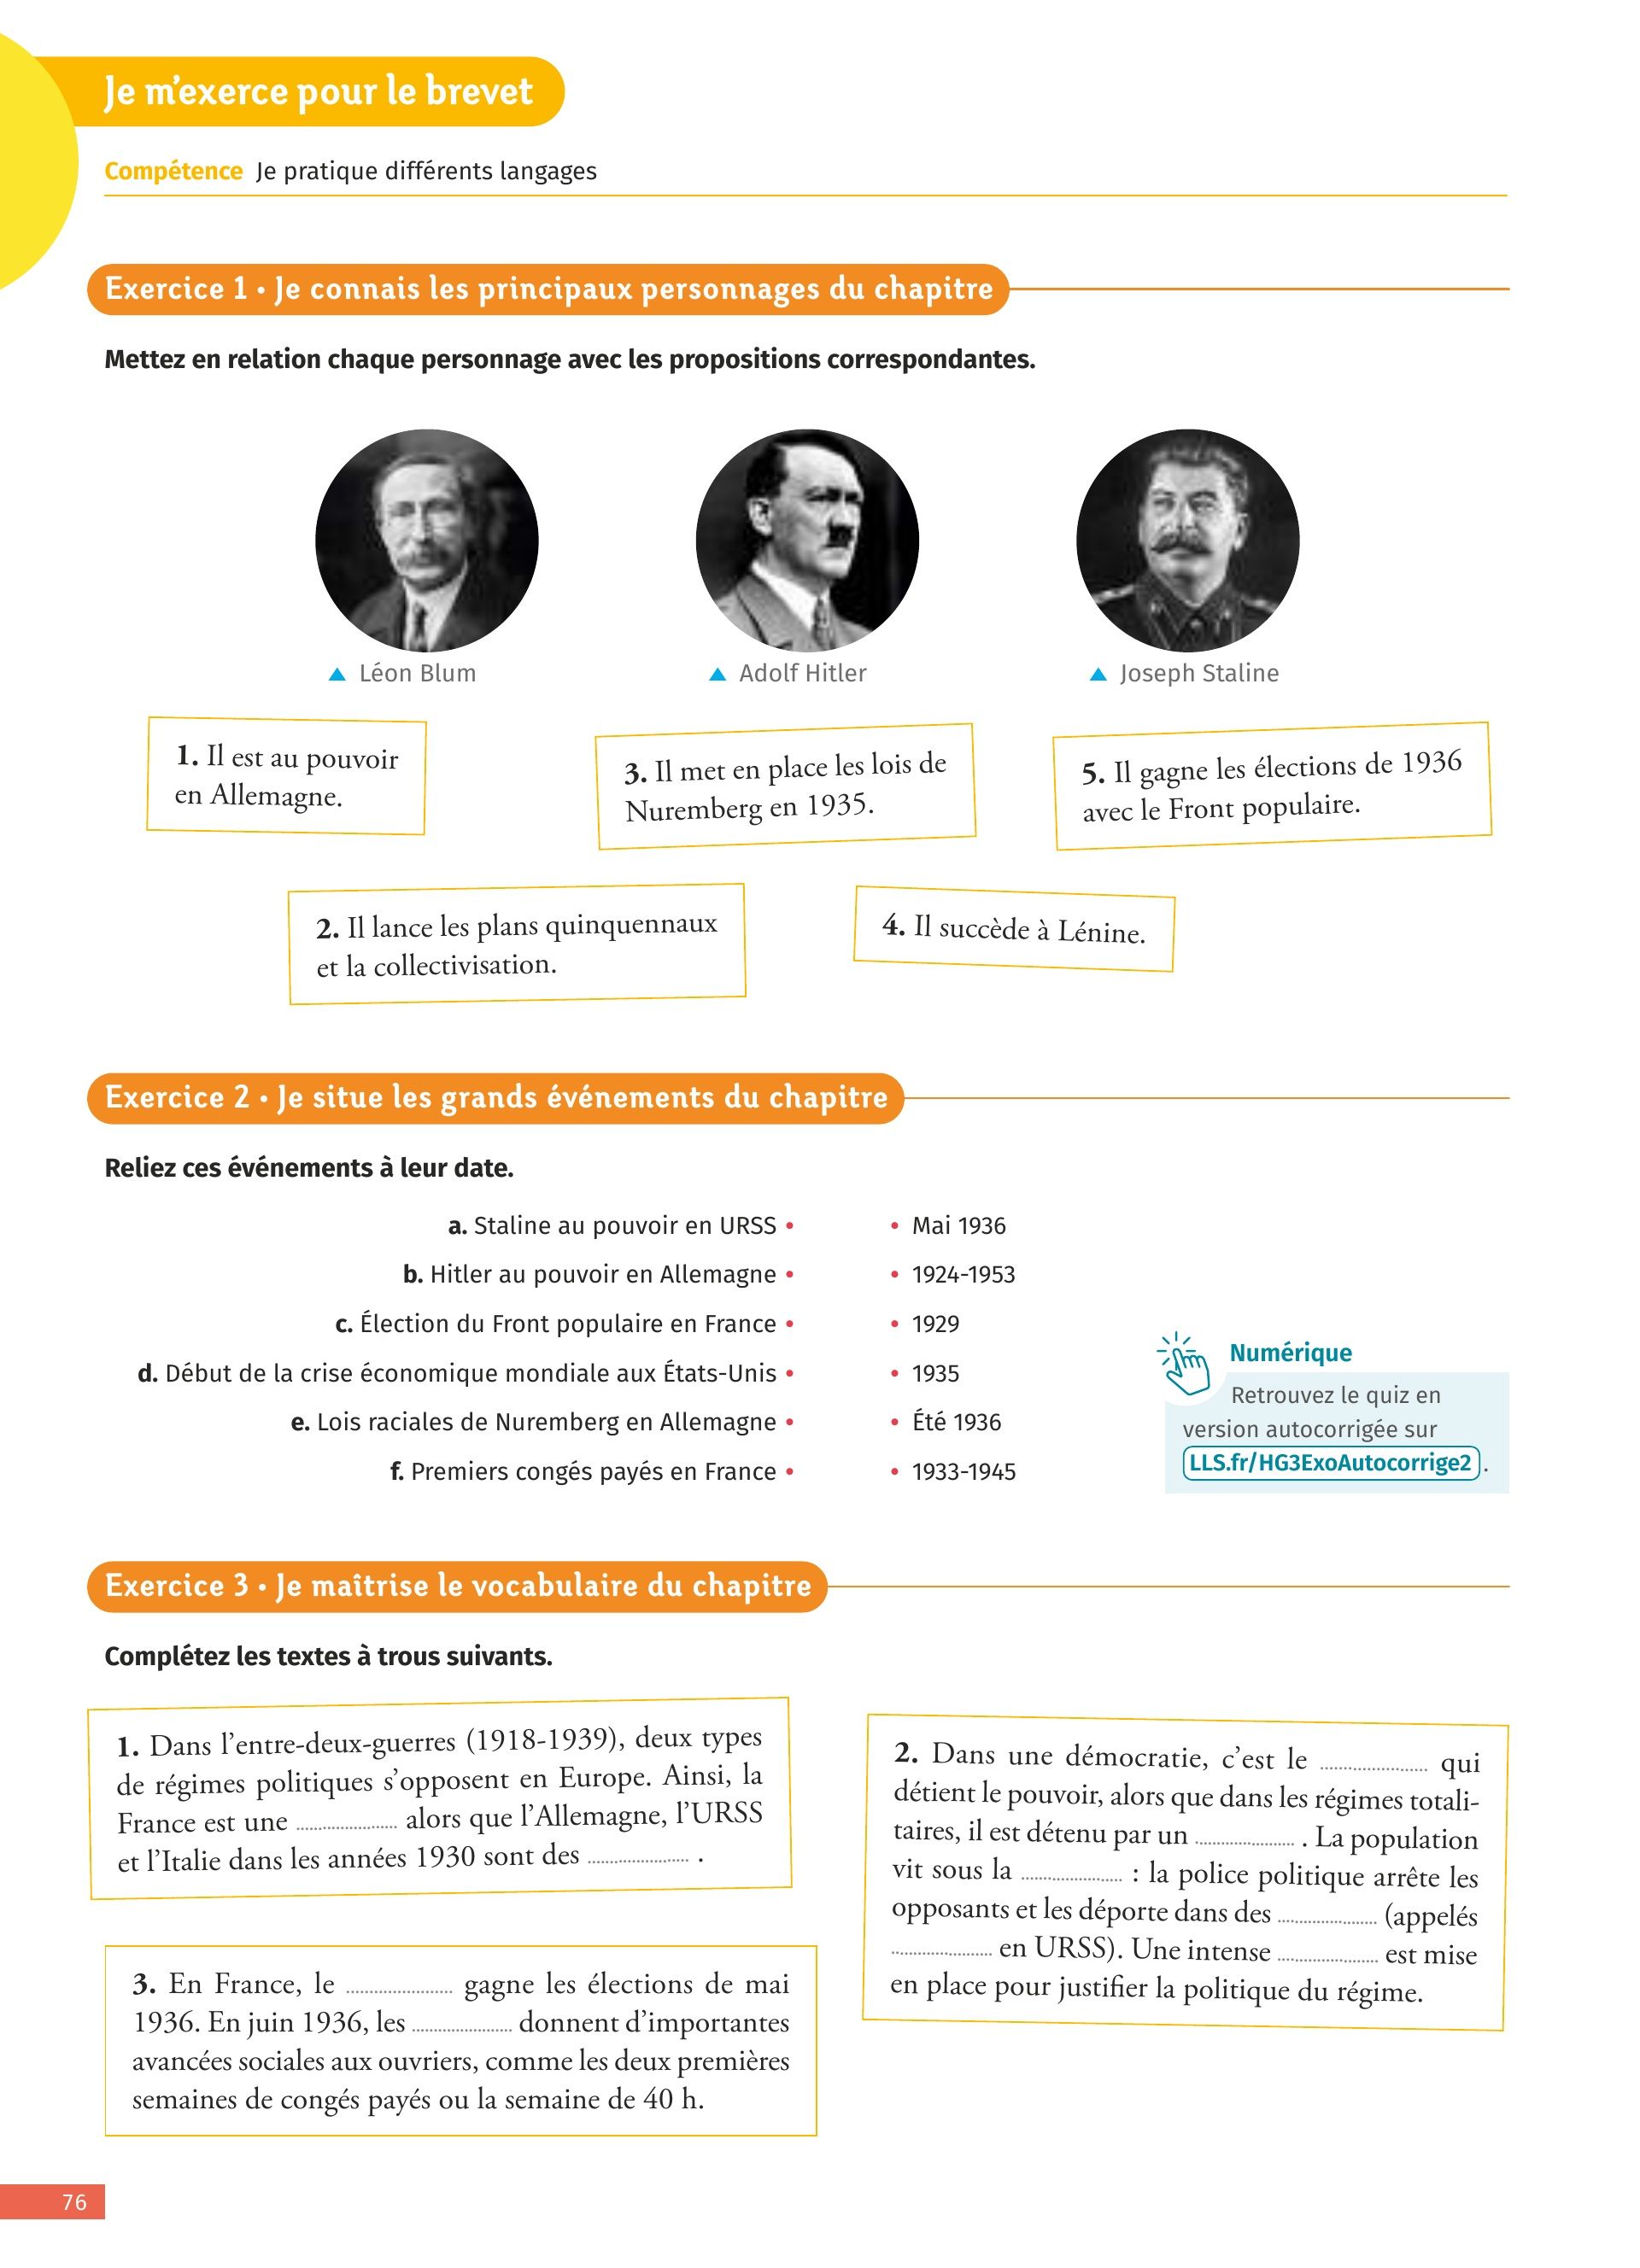 Je m'exerce pour le brevet
Compétence Je pratique différents langages
Exercice 1 • Je connais les principaux personnages du chapitre
Mettez en relation chaque personnage avec les propositions correspondantes.
▲ Léon Blum
▲ Adolf Hitler
▲ Joseph Staline
1. Il est au pouvoir
en Allemagne.
3. Il met en place les lois de
Nuremberg en 1935.
5. Il gagne les élections de 1936
avec le Front populaire.
2. Il lance les plans quinquennaux
et la collectivisation.
4. Il succède à Lénine.
Exercice 2 • Je situe les grands événements du chapitre
Reliez ces événements à leur date.
a. Staline au pouvoir en URSS • • Mai 1936
b. Hitler au pouvoir en Allemagne • • 1924-1953
c. Élection du Front populaire en France • • 1929
d. Début de la crise économique mondiale aux États-Unis • • 1935
e. Lois raciales de Nuremberg en Allemagne • • Été 1936
f. Premiers congés payés en France • • 1933-1945
Numérique
Retrouvez le quiz en
version autocorrigée sur
LLS.fr/HG3ExoAutocorrige2 .
Exercice 3 • Je maîtrise le vocabulaire du chapitre
Complétez les textes à trous suivants.
1. Dans l'entre-deux-guerres (1918-1939), deux types
de régimes politiques s'opposent en Europe. Ainsi, la
France est une .................... alors que l'Allemagne, l'URSS
et l'Italie dans les années 1930 sont des .................... .
2. Dans une démocratie, c'est le .................... qui
détient le pouvoir, alors que dans les régimes totali-
taires, il est détenu par un .................... . La population
vit sous la .................... : la police politique arrête les
opposants et les déporte dans des .................... (appelés
.................... en URSS). Une intense .................... est mise
en place pour justifier la politique du régime.
3. En France, le .................... gagne les élections de mai
1936. En juin 1936, les .................... donnent d'importantes
avancées sociales aux ouvriers, comme les deux premières
semaines de congés payés ou la semaine de 40 h.
76